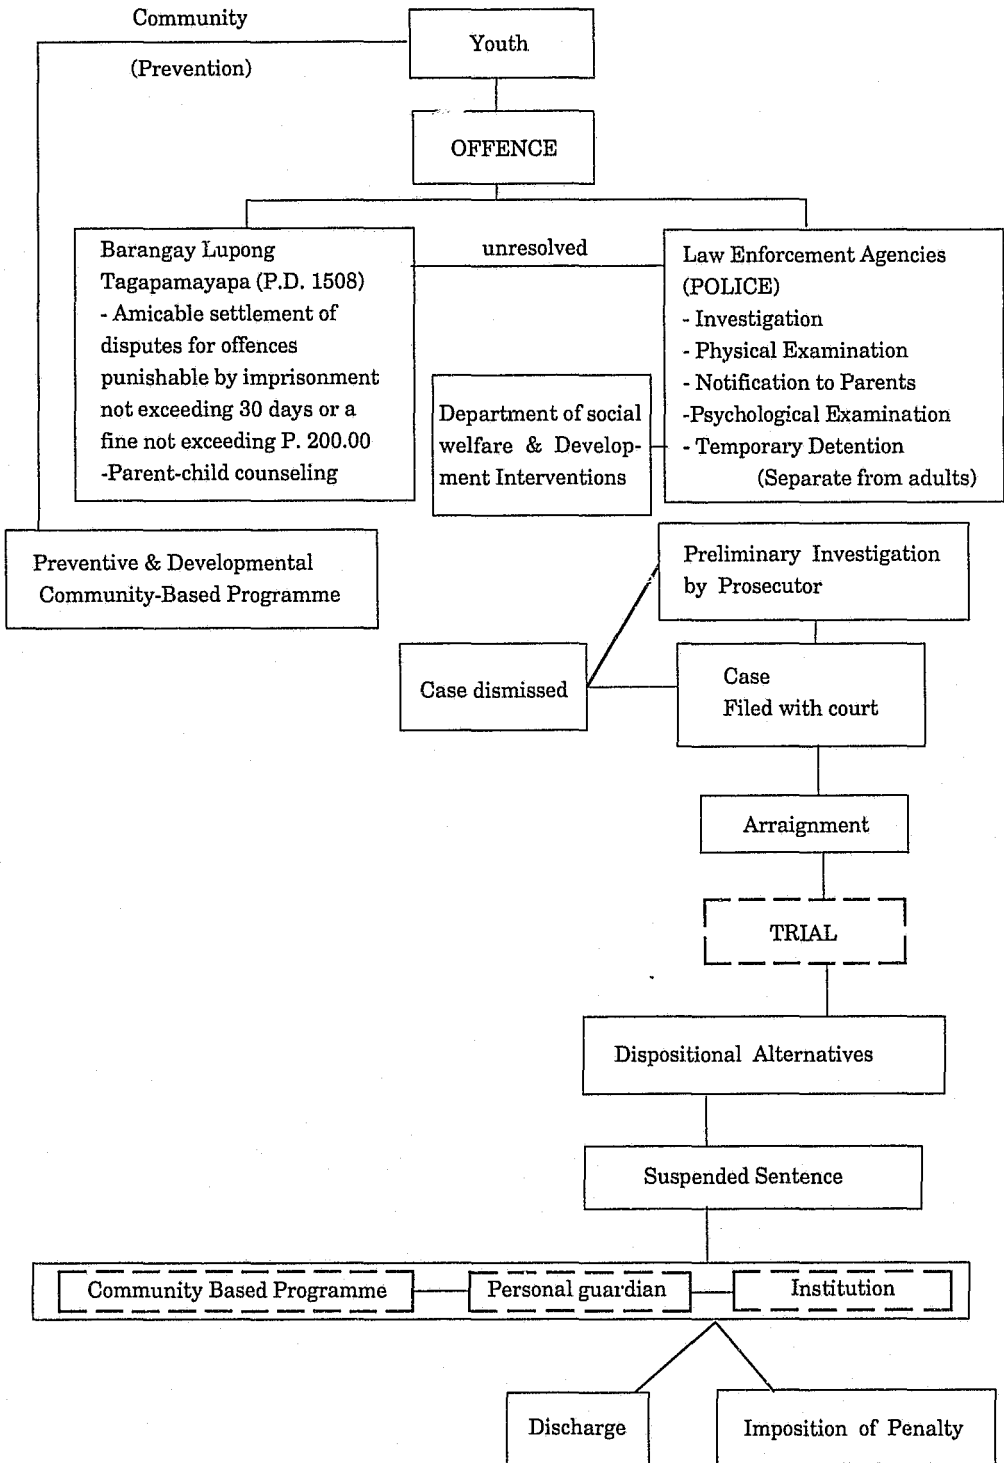 Community
(Prevention)
Youth
OFFENCE
Barangay Lupong
Tagapamayapa (P.D. 1508)
- Amicable settlement of
disputes for offences
punishable by imprisonment
not exceeding 30 days or a
fine not exceeding P. 200.00
-Parent-child counseling
unresolved
Law Enforcement Agencies
(POLICE)
- Investigation
- Physical Examination
- Notification to Parents
-Psychological Examination
- Temporary Detention
(Separate from adults)
Department of social
welfare & Develop-
ment Interventions
Preventive & Developmental
Community-Based Programme
Preliminary Investigation
by Prosecutor
Case dismissed
Case
Filed with court
Arraignment
TRIAL
Dispositional Alternatives
Suspended Sentence
Community Based Programme
Personal guardian
Institution
Discharge
Imposition of Penalty